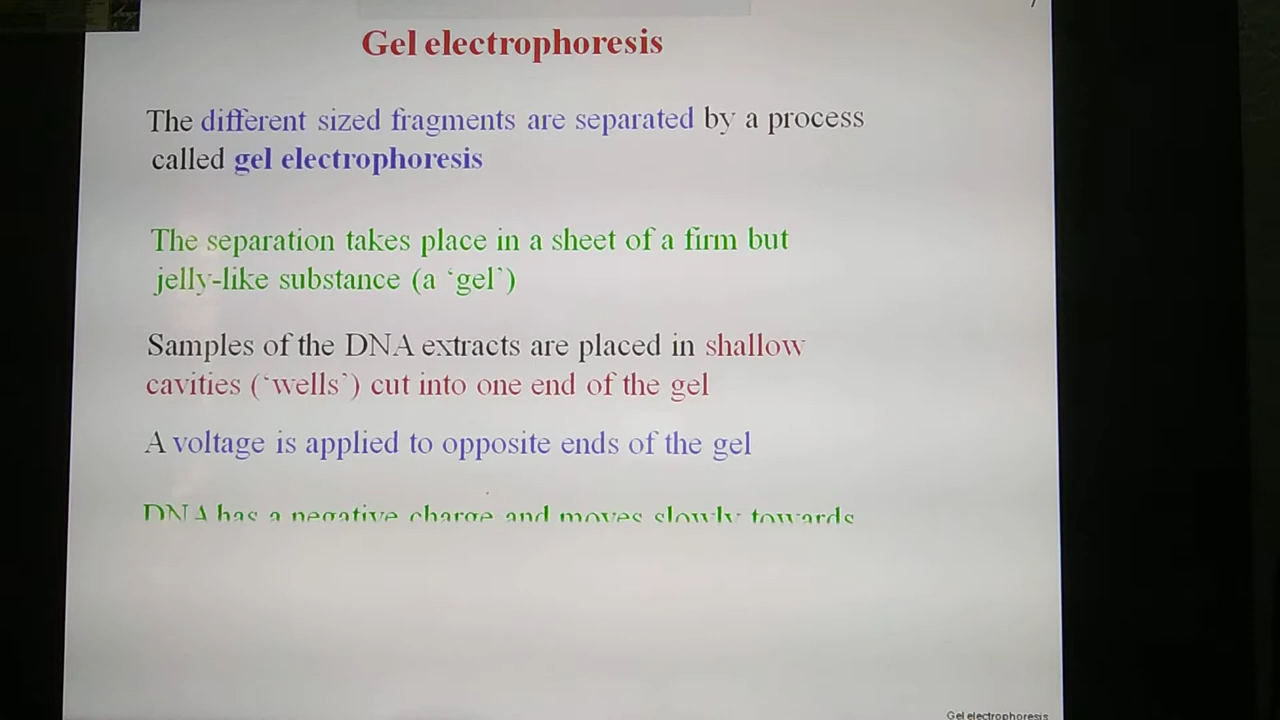 Gel electrophoresis
The different sized fragments are separated by a process
called gel electrophoresis
The separation takes place in a sheet of a firm but
jelly-like substance (a ‘gel’)
Samples of the DNA extracts are placed in shallow
cavities (‘wells’) cut into one end of the gel
A voltage is applied to opposite ends of the gel
DNA has a negative charge and moves slowly towards
Gel electrophoresis